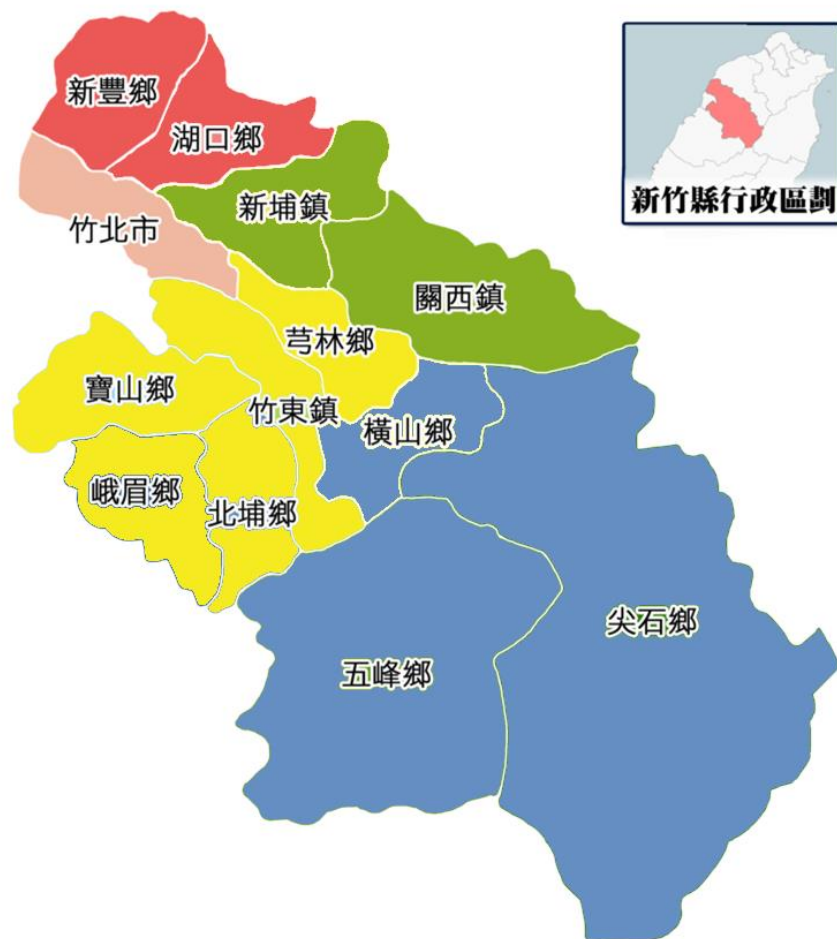 新豐鄉
湖口鄉
新竹縣行政區劃
新埔鎮
竹北市
關西鎮
芎林鄉
寶山鄉
竹東鎮
橫山鄉
峨眉鄉
北埔鄉
尖石鄉
五峰鄉